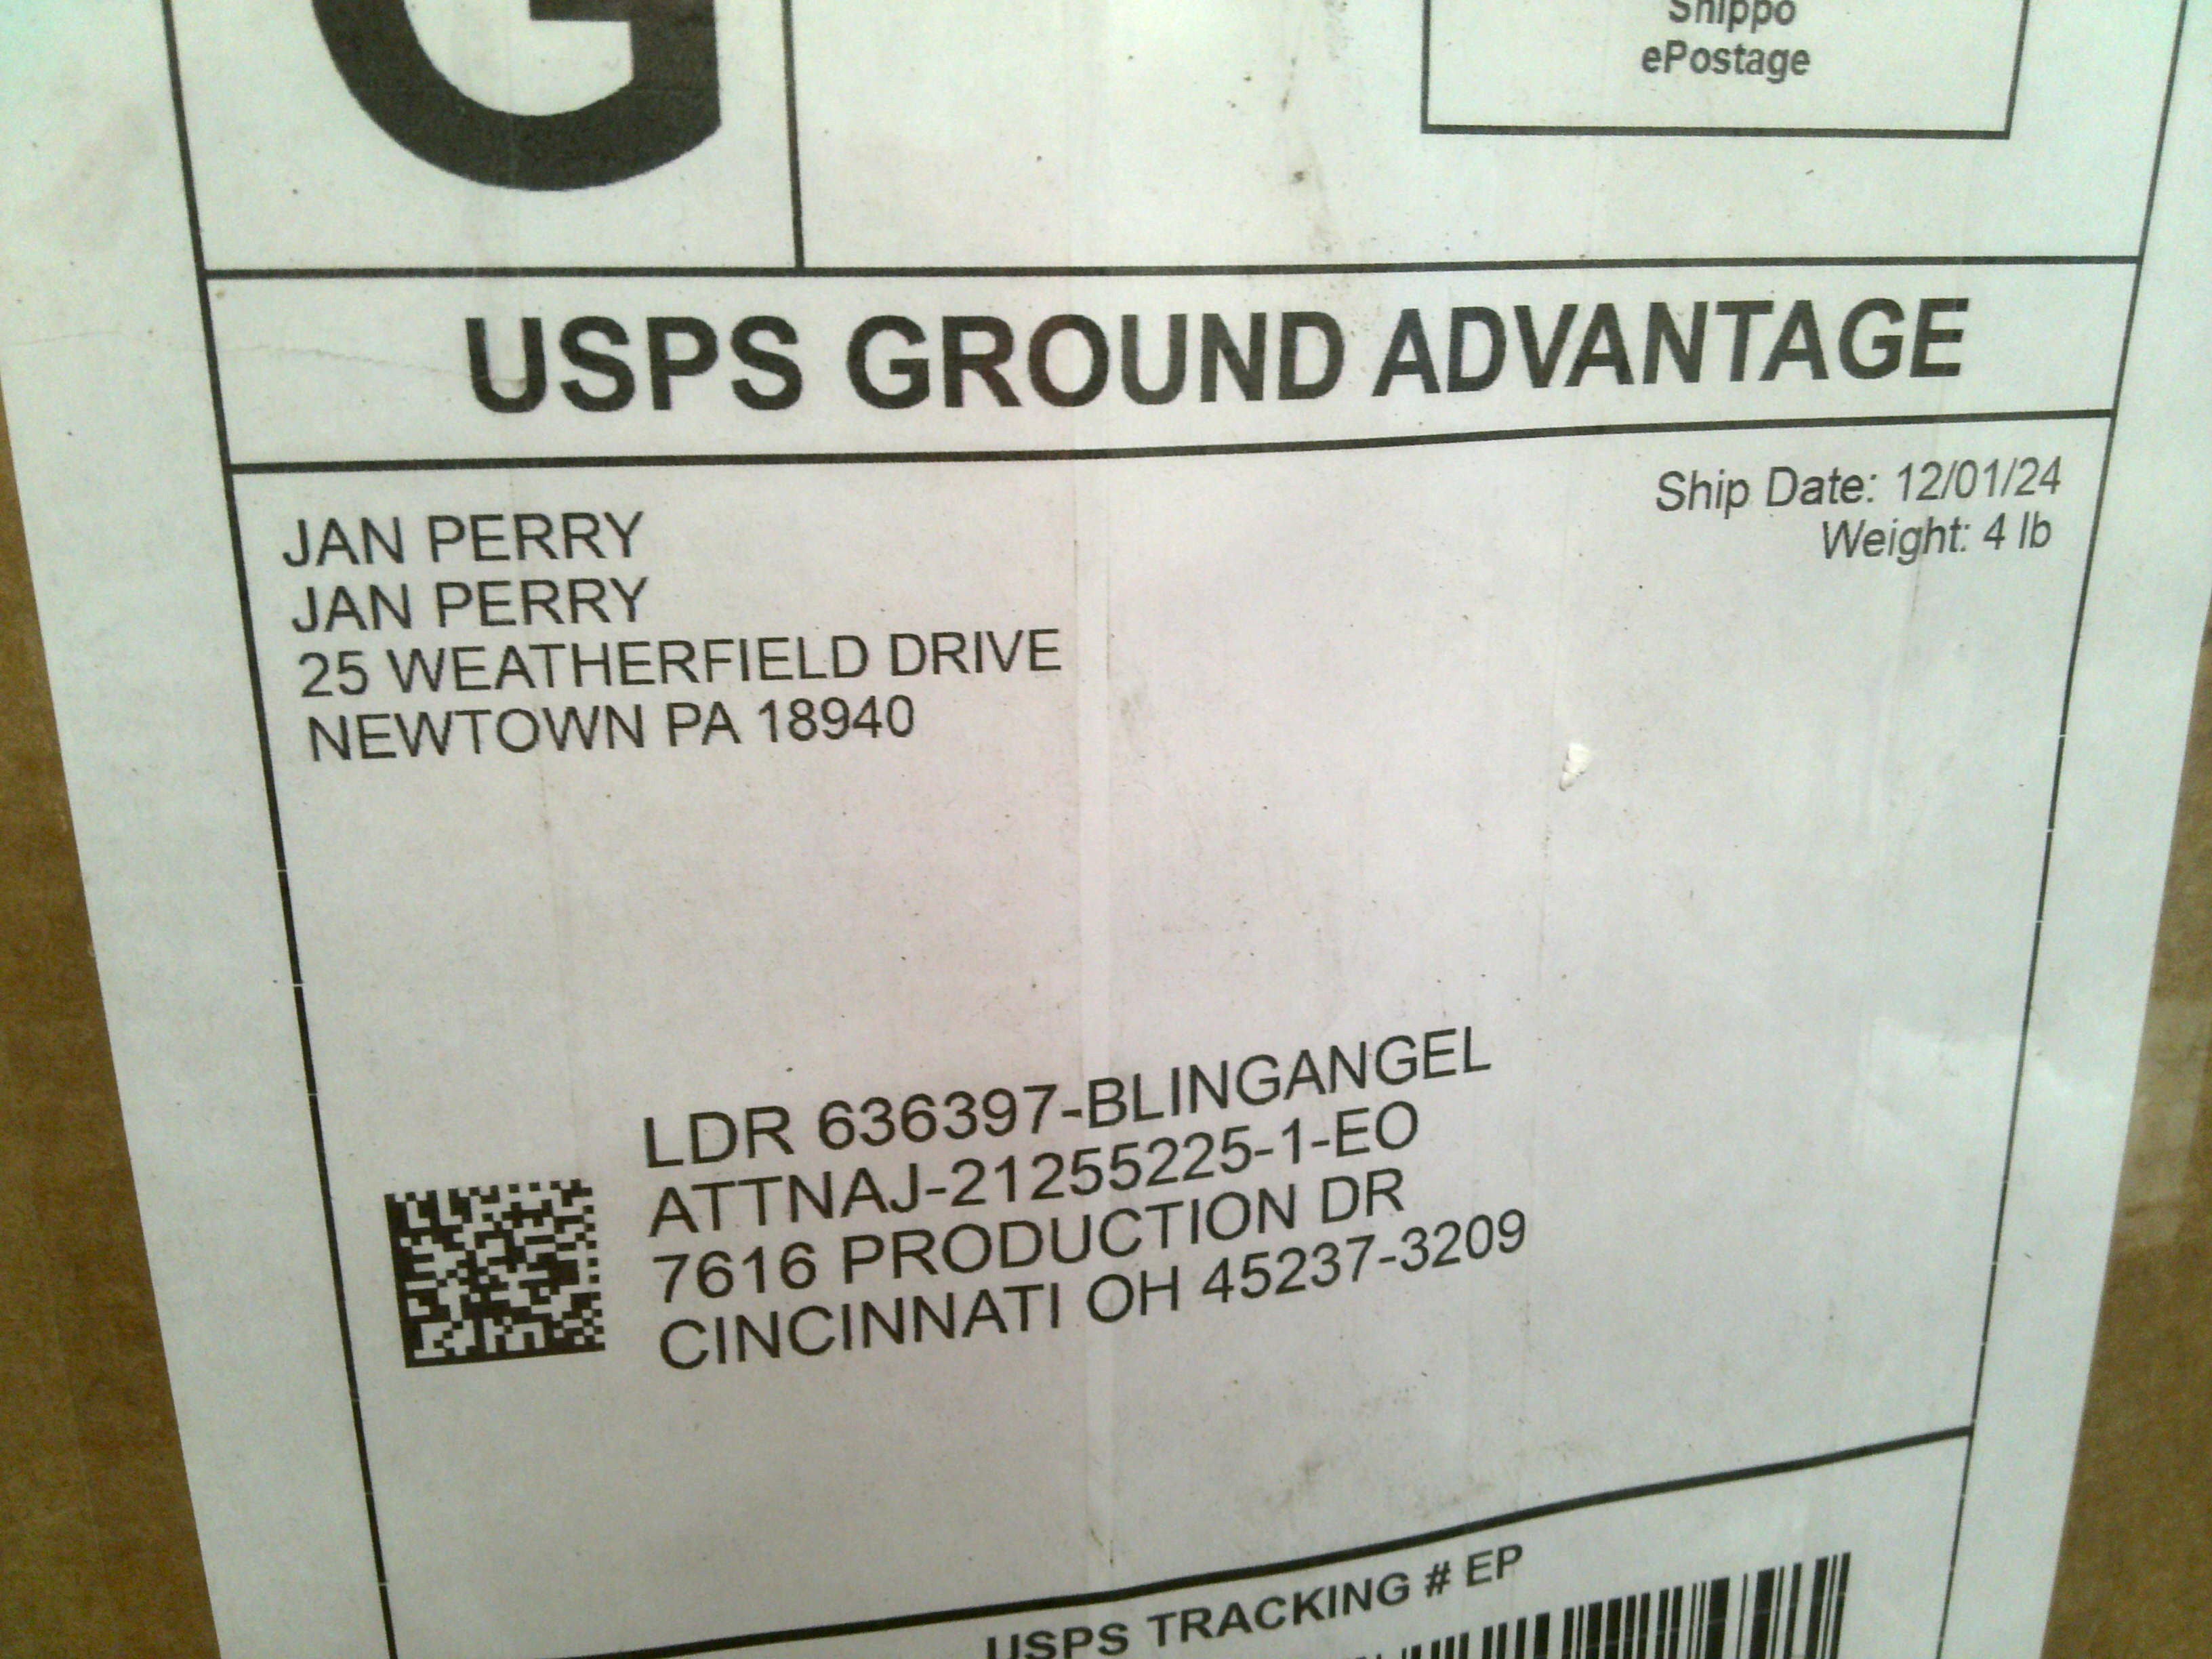 G
Shippo
ePostage
USPS GROUND ADVANTAGE
Ship Date: 12/01/24
Weight: 4 lb
JAN PERRY
JAN PERRY
25 WEATHERFIELD DRIVE
NEWTOWN PA 18940
LDR 636397-BLINGANGEL
ATTNAJ-21255225-1-EO
7616 PRODUCTION DR
CINCINNATI OH 45237-3209
USPS TRACKING # EP